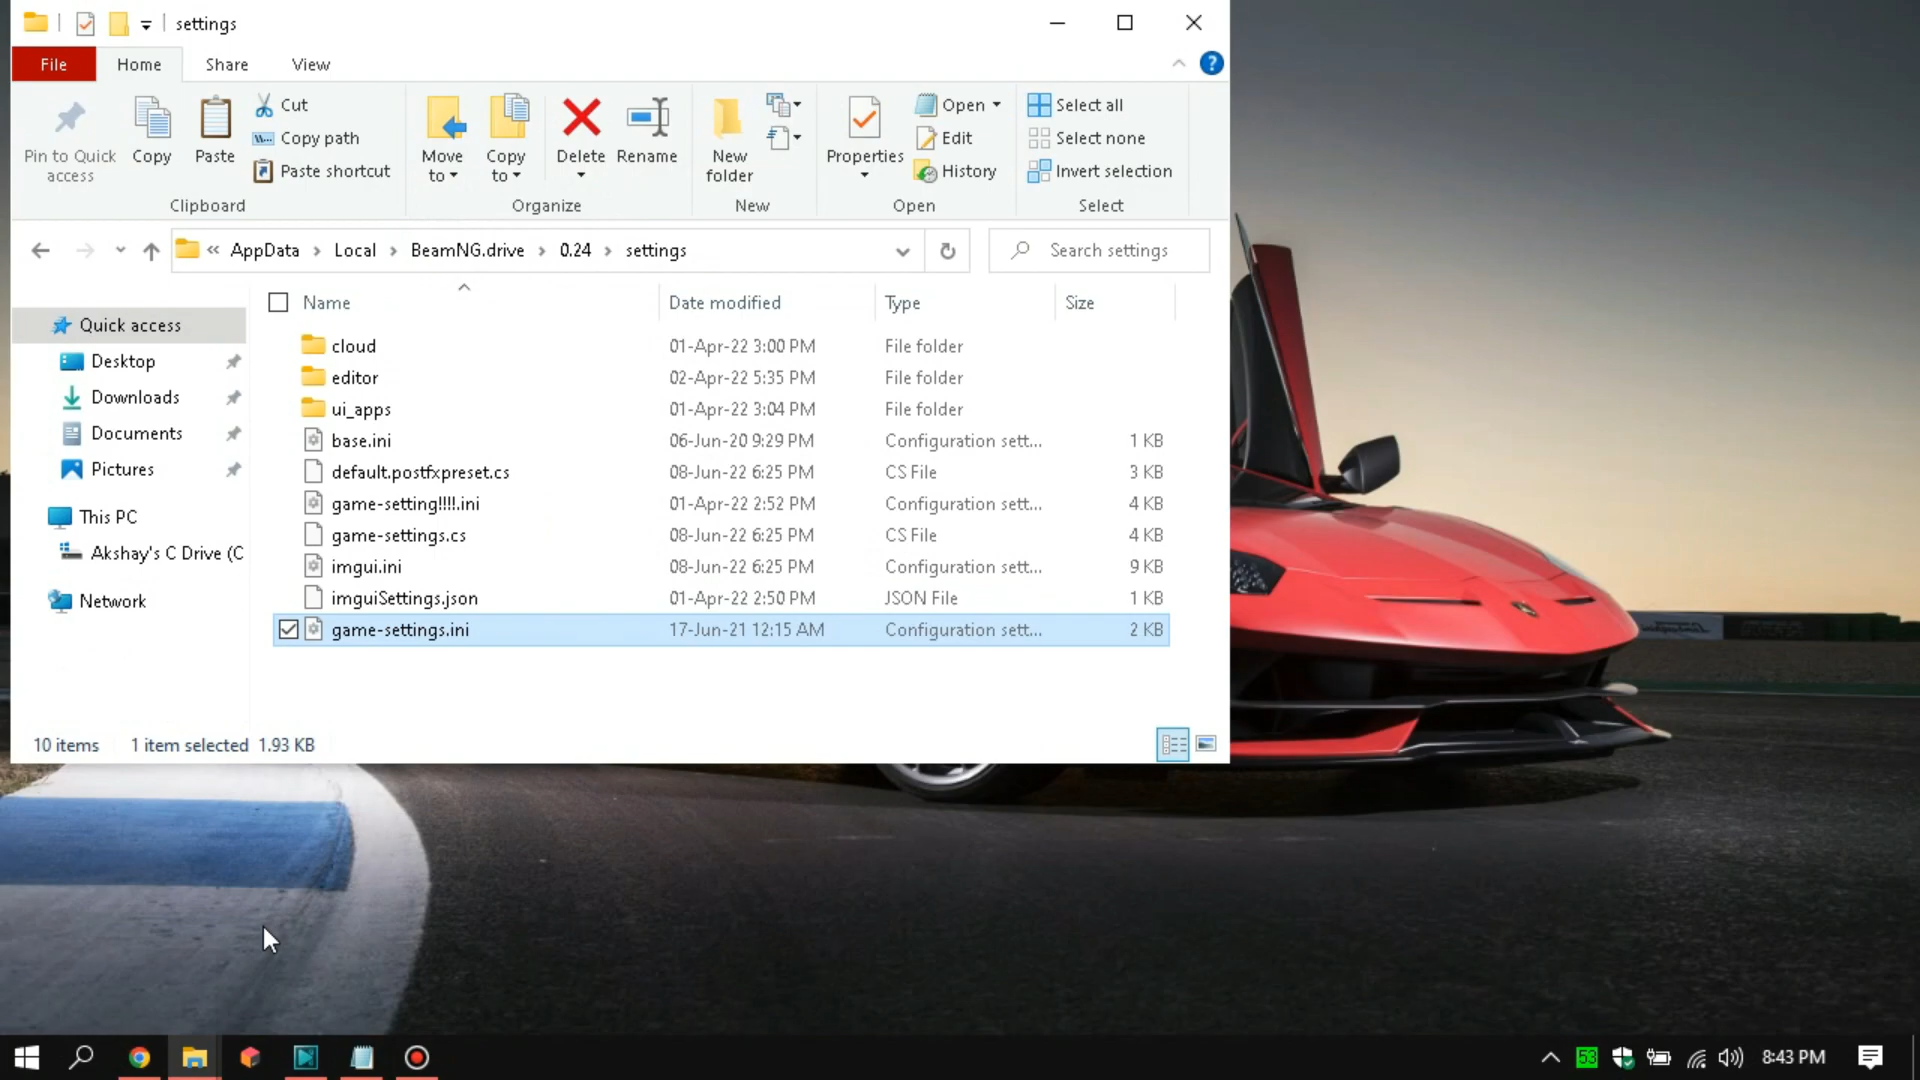 settings
File
Home
Share
View
Pin to Quick access
Copy
Paste
Cut
Copy path
Paste shortcut
Clipboard
Move to
Copy to
Delete
Rename
Organize
New folder
New
Properties
Open
Edit
History
Open
Select all
Select none
Invert selection
Select
« AppData › Local › BeamNG.drive › 0.24 › settings
Search settings
Quick access
Desktop
Downloads
Documents
Pictures
This PC
Akshay's C Drive (C
Network
Name Date modified Type Size
cloud 01-Apr-22 3:00 PM File folder
editor 02-Apr-22 5:35 PM File folder
ui_apps 01-Apr-22 3:04 PM File folder
base.ini 06-Jun-20 9:29 PM Configuration sett... 1 KB
default.postfxpreset.cs 08-Jun-22 6:25 PM CS File 3 KB
game-setting!!!!.ini 01-Apr-22 2:52 PM Configuration sett... 4 KB
game-settings.cs 08-Jun-22 6:25 PM CS File 4 KB
imgui.ini 08-Jun-22 6:25 PM Configuration sett... 9 KB
imguiSettings.json 01-Apr-22 2:50 PM JSON File 1 KB
game-settings.ini 17-Jun-21 12:15 AM Configuration sett... 2 KB
10 items 1 item selected 1.93 KB
53
8:43 PM